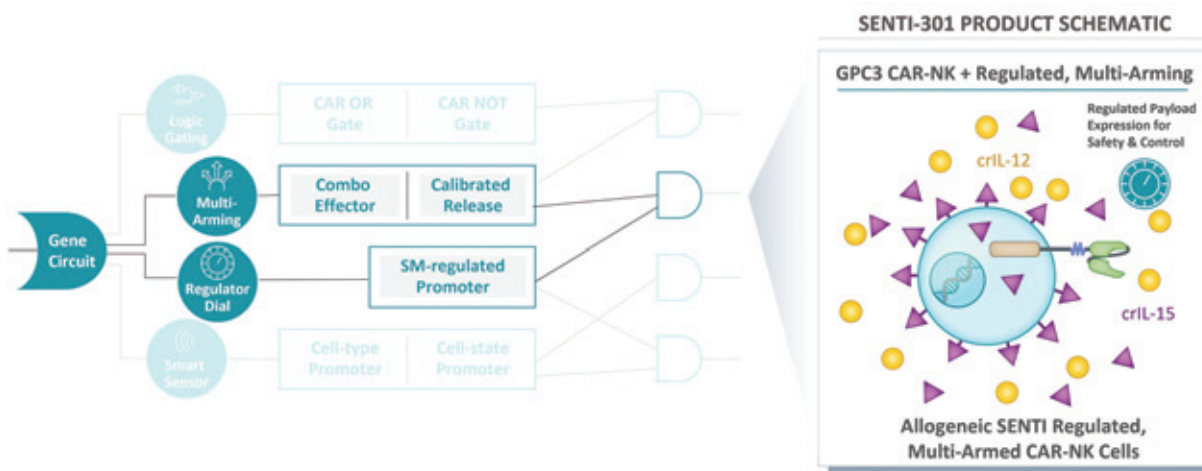 SENTI-301 PRODUCT SCHEMATIC
GPC3 CAR-NK + Regulated, Multi-Arming
Regulated Payload
Expression for
Safety & Control
crIL-12
crIL-15
Allogeneic SENTI Regulated,
Multi-Armed CAR-NK Cells
Gene
Circuit
Logic
Gating
CAR OR
Gate
CAR NOT
Gate
Multi-
Arming
Combo
Effector
Calibrated
Release
Regulator
Dial
SM-regulated
Promoter
Smart
Sensor
Cell-type
Promoter
Cell-state
Promoter